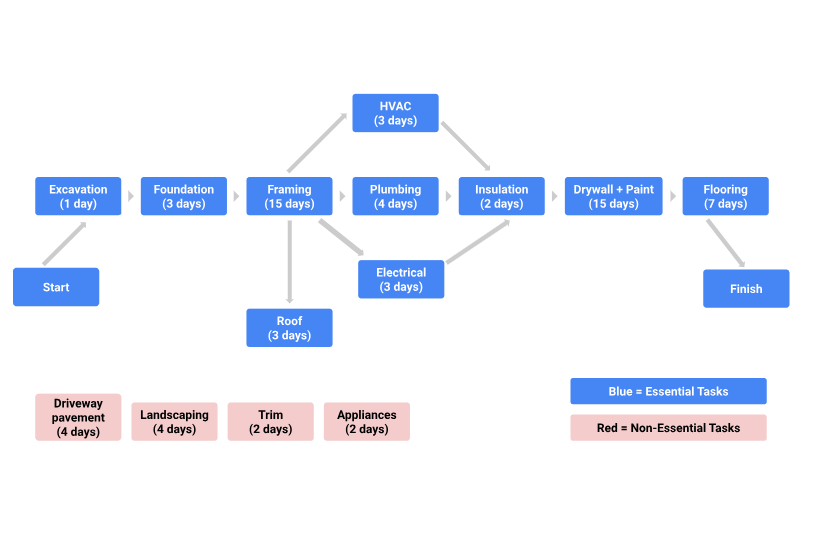 HVAC
(3 days)
Excavation
(1 day)
Foundation
(3 days)
Framing
(15 days)
Plumbing
(4 days)
Insulation
(2 days)
Drywall + Paint
(15 days)
Flooring
(7 days)
Start
Electrical
(3 days)
Finish
Roof
(3 days)
Driveway
pavement
(4 days)
Landscaping
(4 days)
Trim
(2 days)
Appliances
(2 days)
Blue = Essential Tasks
Red = Non-Essential Tasks